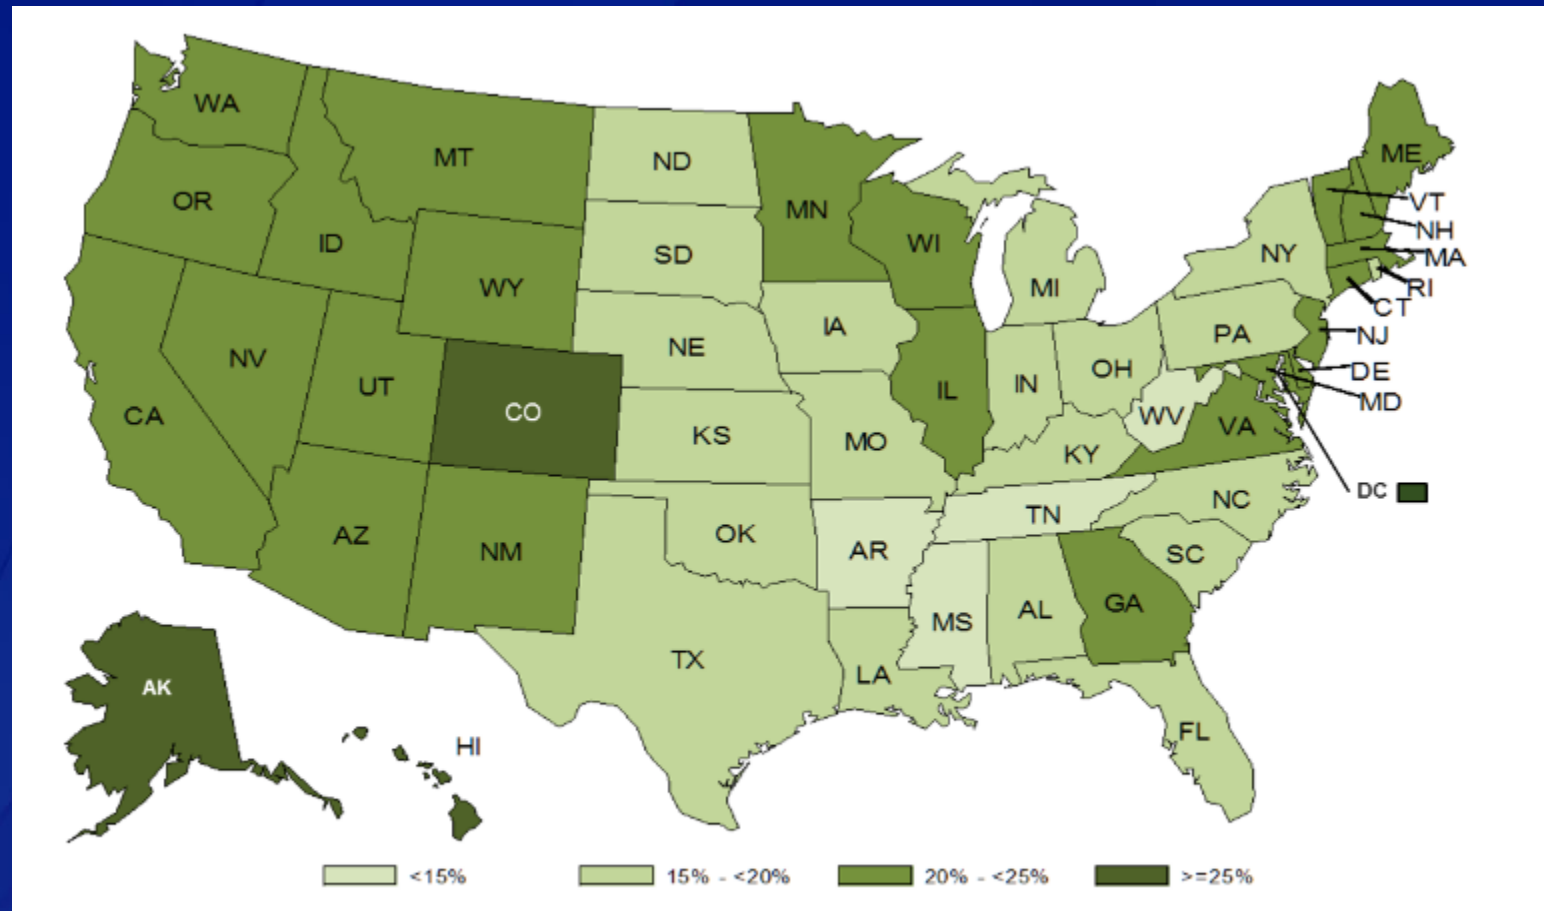 WA
MT
ND
ME
OR
MN
VT
ID
SD
WI
NH
NY
MA
WY
MI
RI
CT
IA
NE
PA
NJ
NV
UT
IL
IN
OH
DE
CO
MD
CA
WV
VA
KS
MO
KY
DC
NC
TN
AZ
OK
NM
AR
SC
GA
MS
AL
TX
LA
AK
FL
HI
<15% 15% - <20% 20% - <25% >=25%